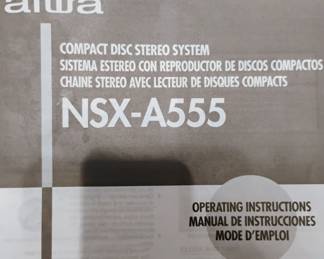 aiwa
COMPACT DISC STEREO SYSTEM
SISTEMA ESTEREO CON REPRODUCTOR DE DISCOS COMPACTOS
CHAINE STEREO AVEC LECTEUR DE DISQUES COMPACTS
NSX-A555
OPERATING INSTRUCTIONS
MANUAL DE INSTRUCCIONES
MODE D'EMPLOI